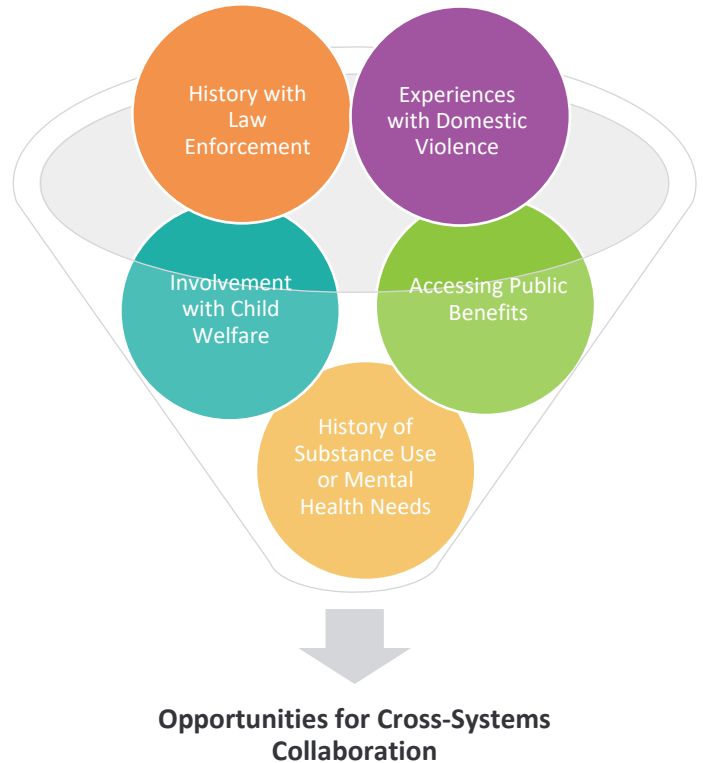 History with
Law
Enforcement
Experiences
with Domestic
Violence
Involvement
with Child
Welfare
Accessing Public
Benefits
History of
Substance Use
or Mental
Health Needs
Opportunities for Cross-Systems
Collaboration